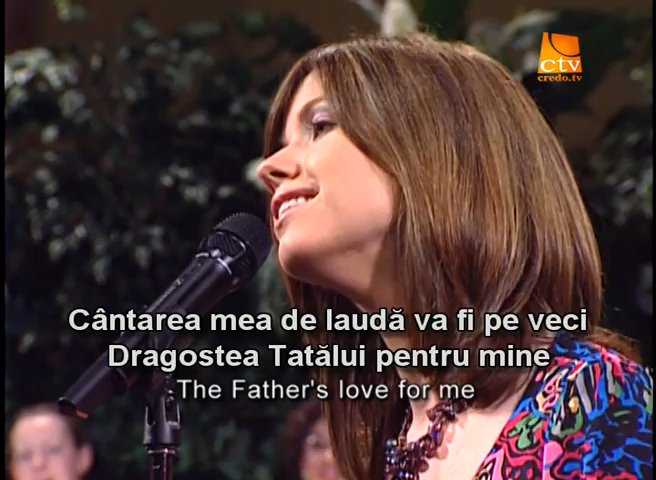 ctv
credo.tv
Cântarea mea de laudă va fi pe veci
Dragostea Tatălui pentru mine
The Father's love for me